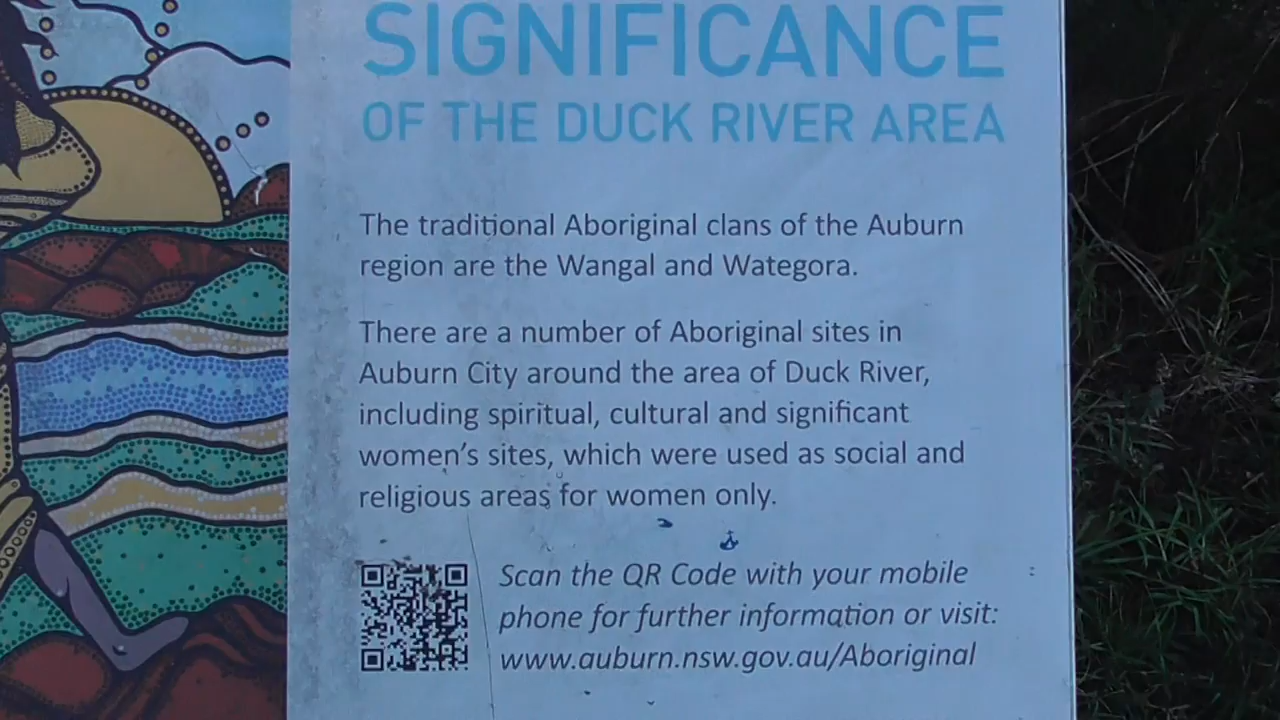 SIGNIFICANCE
OF THE DUCK RIVER AREA
The traditional Aboriginal clans of the Auburn
region are the Wangal and Wategora.
There are a number of Aboriginal sites in
Auburn City around the area of Duck River,
including spiritual, cultural and significant
women's sites, which were used as social and
religious areas for women only.
Scan the QR Code with your mobile
phone for further information or visit:
www.auburn.nsw.gov.au/Aboriginal